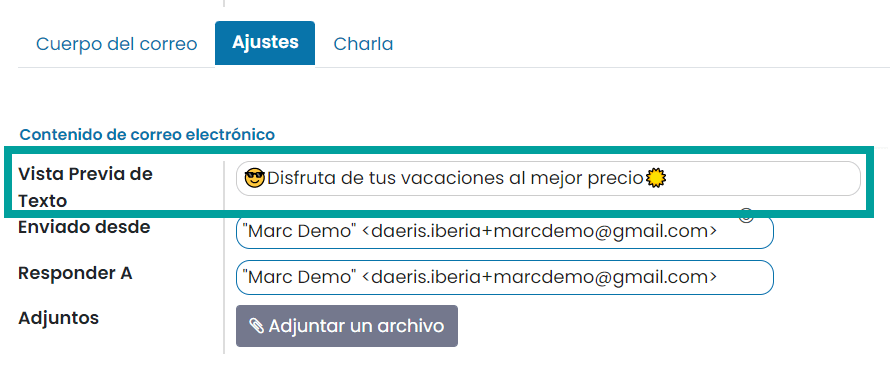 Cuerpo del correo Ajustes Charla
Contenido de correo electrónico
Vista Previa de Texto 😎Disfruta de tus vacaciones al mejor precio☀
Enviado desde "Marc Demo" <daeris.iberia+marcdemo@gmail.com>
Responder A "Marc Demo" <daeris.iberia+marcdemo@gmail.com>
Adjuntos 📎 Adjuntar un archivo